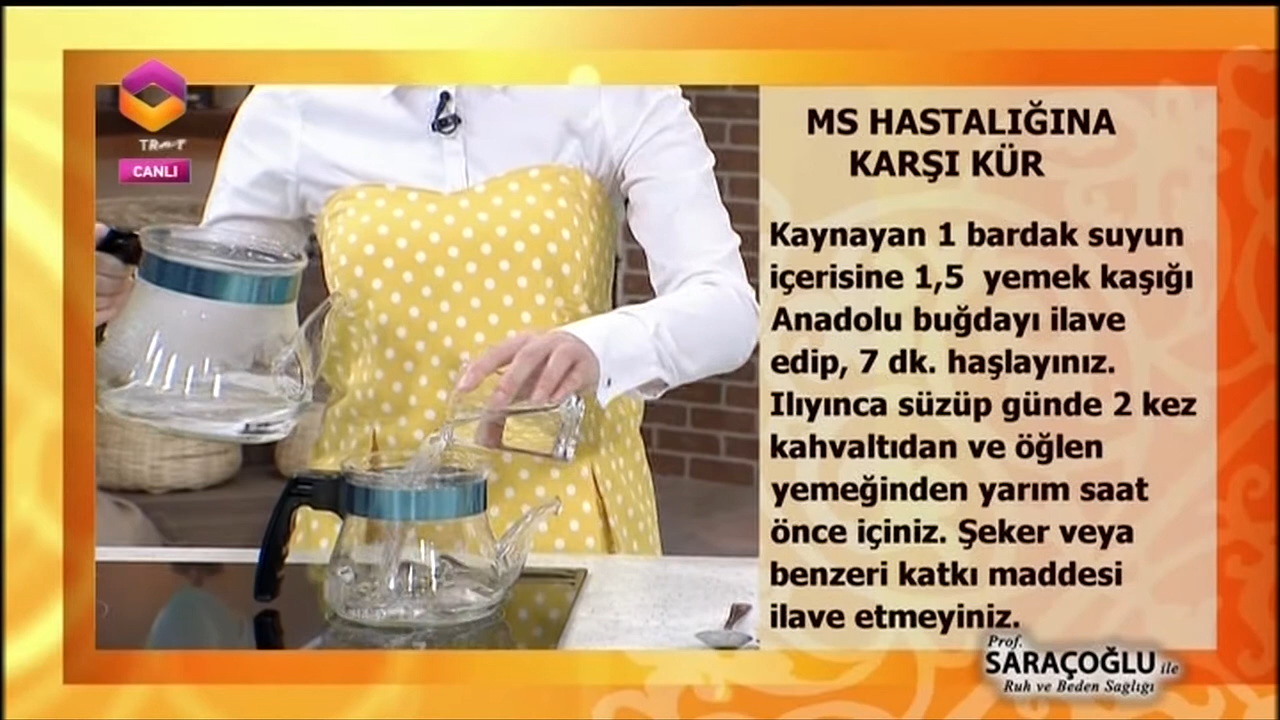 TRT
CANLI
MS HASTALIĞINA
KARŞI KÜR
Kaynayan 1 bardak suyun
içerisine 1,5 yemek kaşığı
Anadolu buğdayı ilave
edip, 7 dk. haşlayınız.
Ilıyınca süzüp günde 2 kez
kahvaltıdan ve öğlen
yemeğinden yarım saat
önce içiniz. Şeker veya
benzeri katkı maddesi
ilave etmeyiniz.
Prof.
SARAÇOĞLU ile
Ruh ve Beden Sağlığı